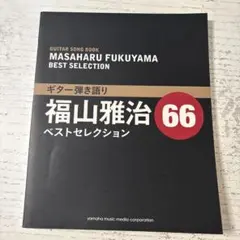 GUITAR SONG BOOK
MASAHARU FUKUYAMA
BEST SELECTION
ギター弾き語り
福山雅治 66
ベストセレクション
yamaha music media corporation